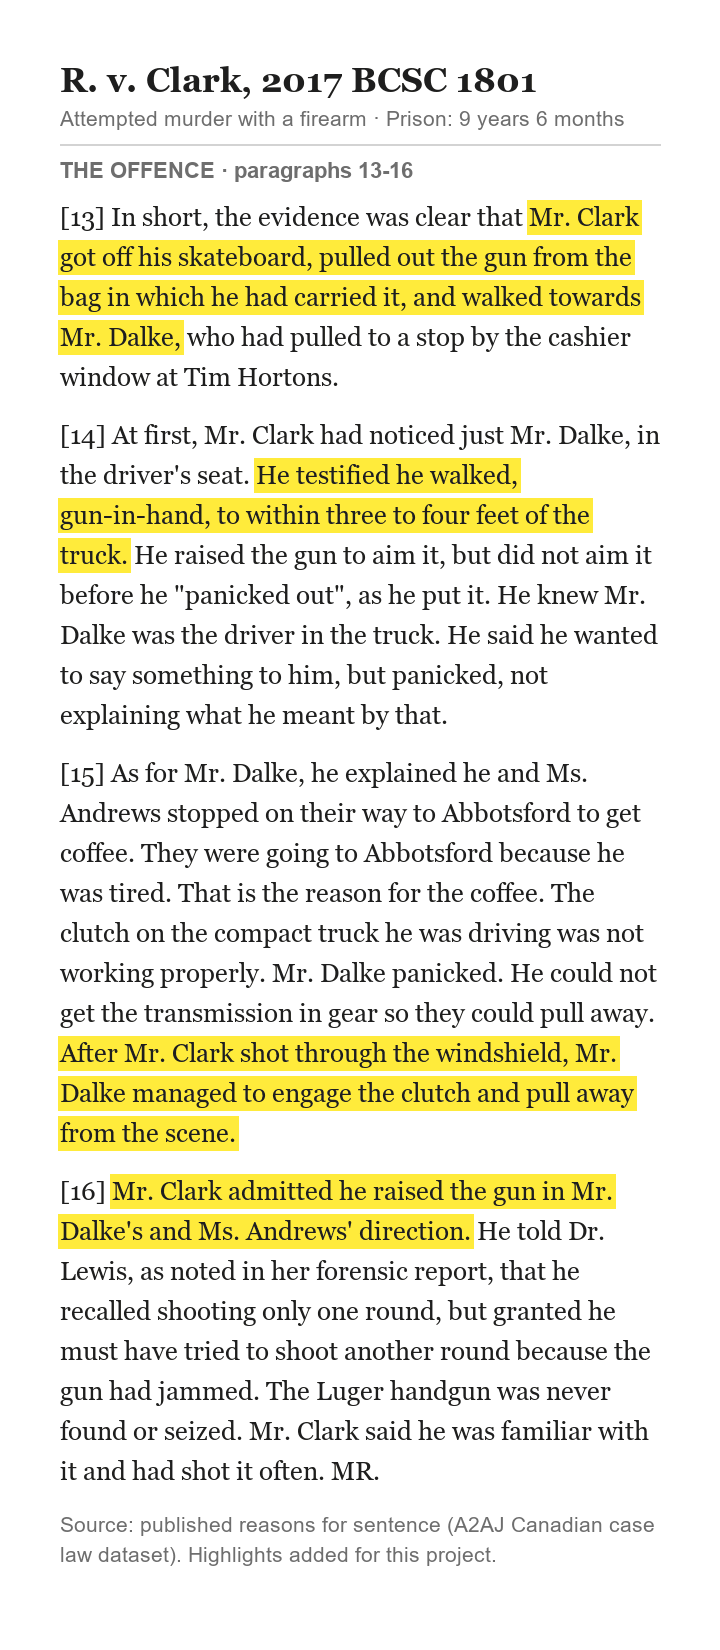 R. v. Clark, 2017 BCSC 1801
Attempted murder with a firearm · Prison: 9 years 6 months
THE OFFENCE · paragraphs 13-16
[13] In short, the evidence was clear that Mr. Clark
got off his skateboard, pulled out the gun from the
bag in which he had carried it, and walked towards
Mr. Dalke, who had pulled to a stop by the cashier
window at Tim Hortons.
[14] At first, Mr. Clark had noticed just Mr. Dalke, in
the driver's seat. He testified he walked,
gun-in-hand, to within three to four feet of the
truck. He raised the gun to aim it, but did not aim it
before he "panicked out", as he put it. He knew Mr.
Dalke was the driver in the truck. He said he wanted
to say something to him, but panicked, not
explaining what he meant by that.
[15] As for Mr. Dalke, he explained he and Ms.
Andrews stopped on their way to Abbotsford to get
coffee. They were going to Abbotsford because he
was tired. That is the reason for the coffee. The
clutch on the compact truck he was driving was not
working properly. Mr. Dalke panicked. He could not
get the transmission in gear so they could pull away.
After Mr. Clark shot through the windshield, Mr.
Dalke managed to engage the clutch and pull away
from the scene.
[16] Mr. Clark admitted he raised the gun in Mr.
Dalke's and Ms. Andrews' direction. He told Dr.
Lewis, as noted in her forensic report, that he
recalled shooting only one round, but granted he
must have tried to shoot another round because the
gun had jammed. The Luger handgun was never
found or seized. Mr. Clark said he was familiar with
it and had shot it often. MR.
Source: published reasons for sentence (A2AJ Canadian case
law dataset). Highlights added for this project.